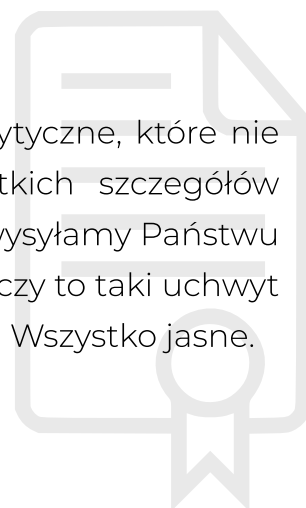 ytyczne, które nie
tkich szczegółów
wysyłamy Państwu
czy to taki uchwyt
Wszystko jasne.